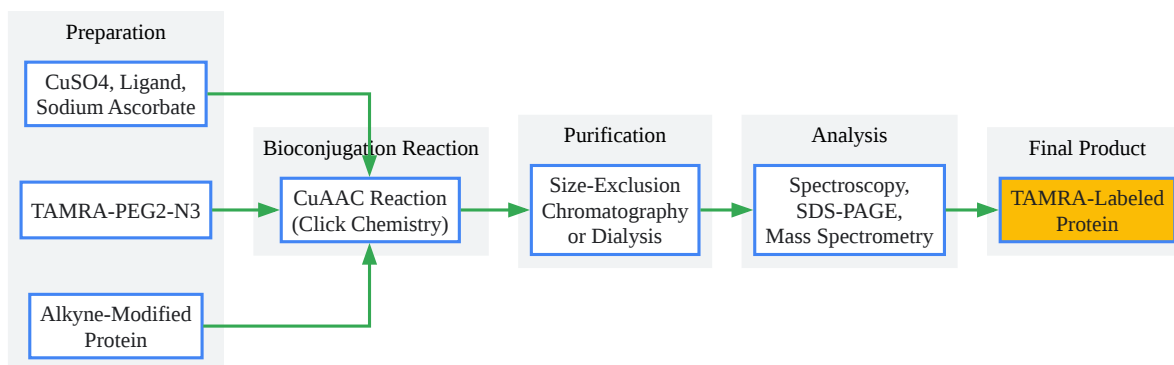 Preparation
CuSO4, Ligand,
Sodium Ascorbate
TAMRA-PEG2-N3
Alkyne-Modified
Protein
Bioconjugation Reaction
CuAAC Reaction
(Click Chemistry)
Purification
Size-Exclusion
Chromatography
or Dialysis
Analysis
Spectroscopy,
SDS-PAGE,
Mass Spectrometry
Final Product
TAMRA-Labeled
Protein